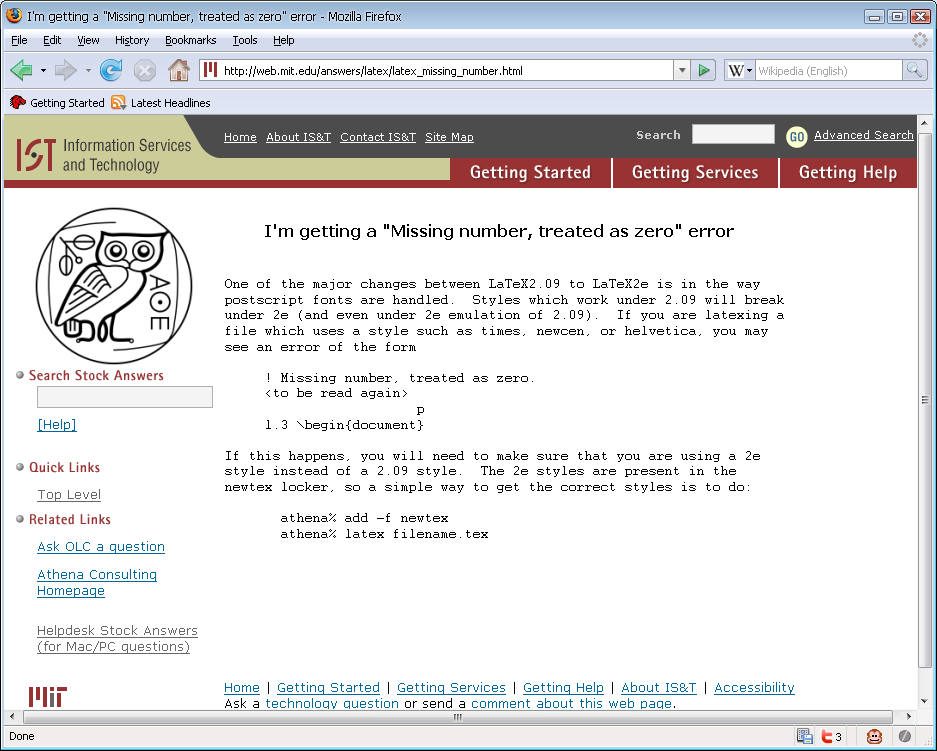 I'm getting a "Missing number, treated as zero" error - Mozilla Firefox
File Edit View History Bookmarks Tools Help
http://web.mit.edu/answers/latex/latex_missing_number.html
W Wikipedia (English)
Getting Started Latest Headlines
IST Information Services and Technology
Home About IS&T Contact IS&T Site Map Search GO Advanced Search
Getting Started Getting Services Getting Help
ΑΘΕ
I'm getting a "Missing number, treated as zero" error
One of the major changes between LaTeX2.09 to LaTeX2e is in the way
postscript fonts are handled.  Styles which work under 2.09 will break
under 2e (and even under 2e emulation of 2.09).  If you are latexing a
file which uses a style such as times, newcen, or helvetica, you may
see an error of the form
! Missing number, treated as zero.
<to be read again>
p
l.3 \begin{document}
If this happens, you will need to make sure that you are using a 2e
style instead of a 2.09 style.  The 2e styles are present in the
newtex locker, so a simple way to get the correct styles is to do:
athena% add -f newtex
athena% latex filename.tex
Search Stock Answers
[Help]
Quick Links
Top Level
Related Links
Ask OLC a question
Athena Consulting
Homepage
Helpdesk Stock Answers
(for Mac/PC questions)
MIT
Home | Getting Started | Getting Services | Getting Help | About IS&T | Accessibility
Ask a technology question or send a comment about this web page.
Done
3